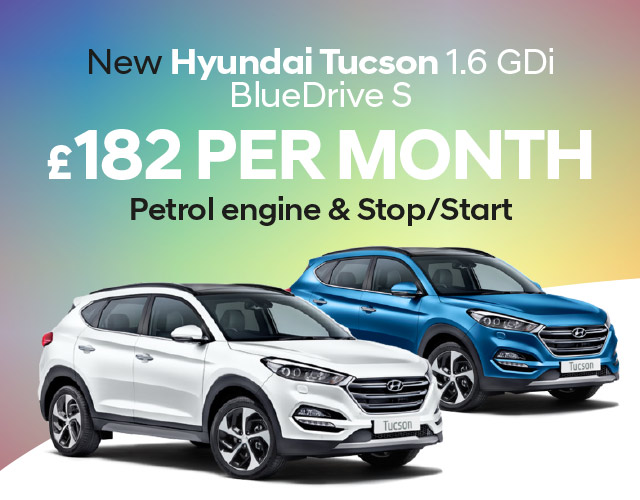 New Hyundai Tucson 1.6 GDi
BlueDrive S
£182 PER MONTH
Petrol engine & Stop/Start
Tucson
Tucson